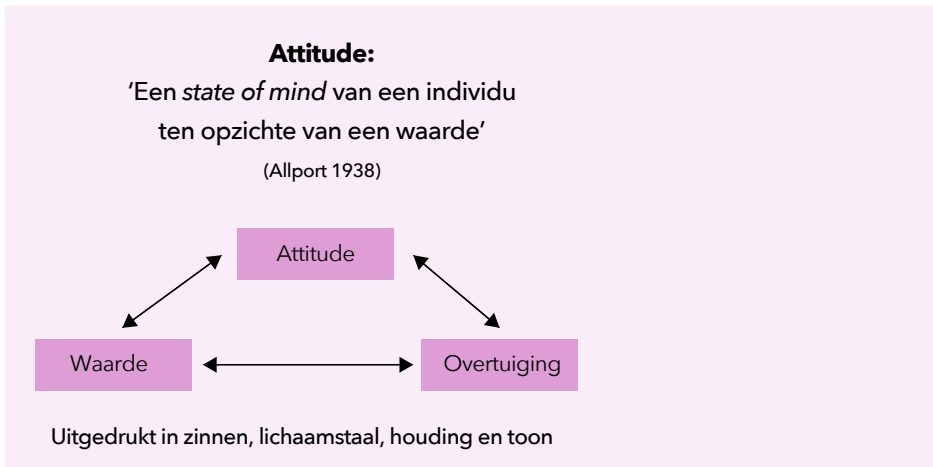 Attitude:
‘Een state of mind van een individu
ten opzichte van een waarde’
(Allport 1938)
Attitude
Waarde
Overtuiging
Uitgedrukt in zinnen, lichaamstaal, houding en toon